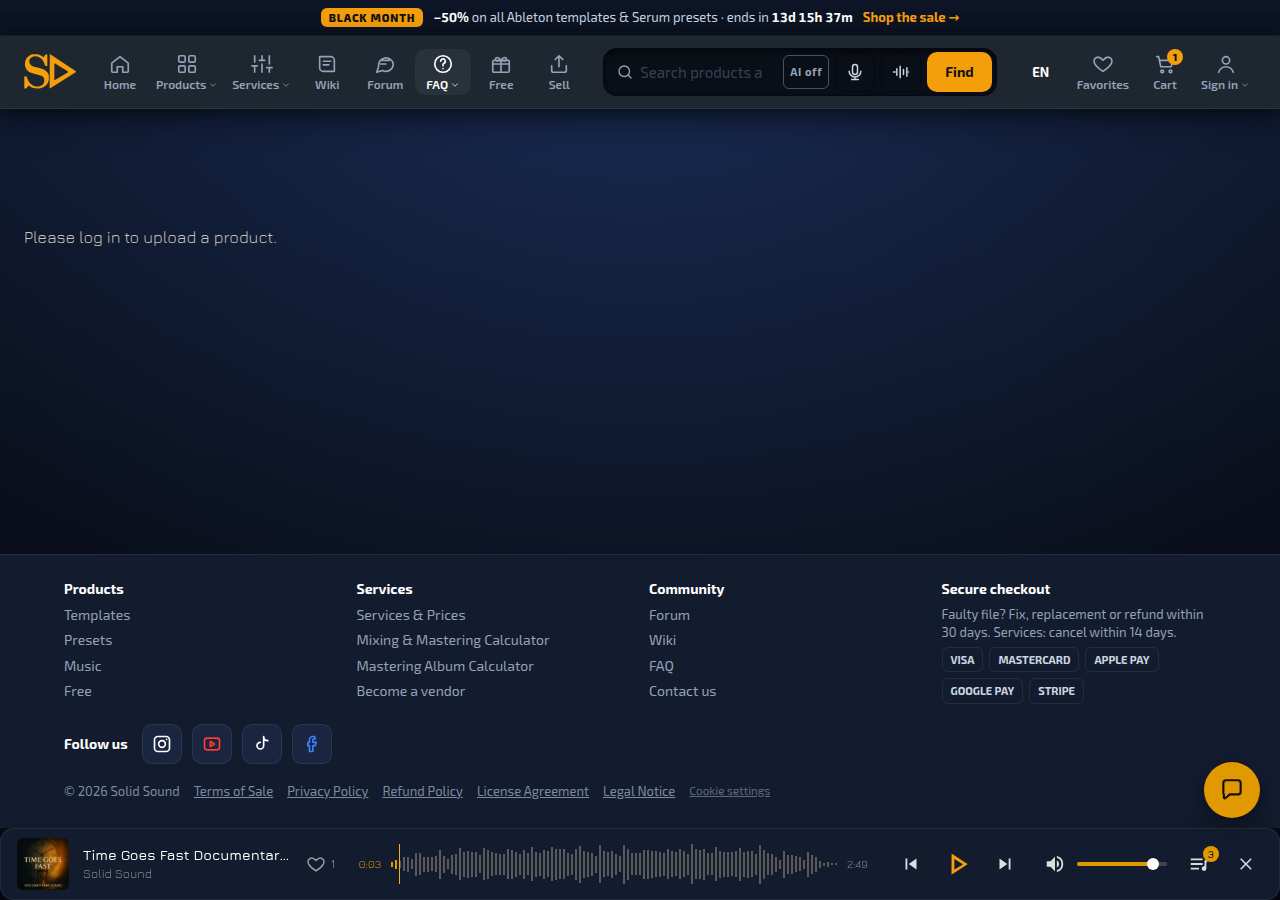 BLACK MONTH −50% on all Ableton templates & Serum presets · ends in 13d 15h 37m Shop the sale →
SD
Home
Products
Services
Wiki
Forum
FAQ
Free
Sell
Search products a
AI off
Find
EN
Favorites
1
Cart
Sign in
Please log in to upload a product.
Products
Templates
Presets
Music
Free
Services
Services & Prices
Mixing & Mastering Calculator
Mastering Album Calculator
Become a vendor
Community
Forum
Wiki
FAQ
Contact us
Secure checkout
Faulty file? Fix, replacement or refund within
30 days. Services: cancel within 14 days.
VISA MASTERCARD APPLE PAY
GOOGLE PAY STRIPE
Follow us
© 2026 Solid Sound Terms of Sale Privacy Policy Refund Policy License Agreement Legal Notice Cookie settings
TIME GOES
FAST
Time Goes Fast Documentar...
Solid Sound
1
0:03
2:49
3